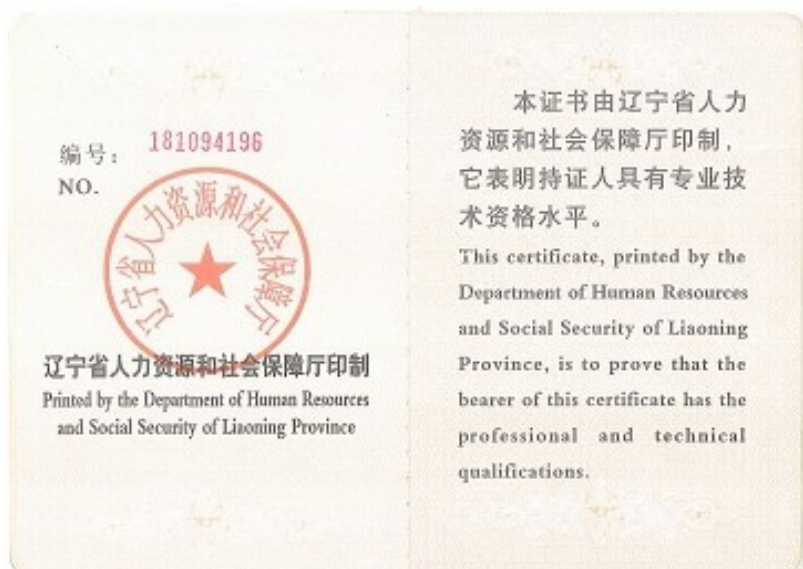 编号：181094196
NO.
辽宁省人力资源和社会保障厅
辽宁省人力资源和社会保障厅印制
Printed by the Department of Human Resources
and Social Security of Liaoning Province
本证书由辽宁省人力
资源和社会保障厅印制，
它表明持证人具有专业技
术资格水平。
This certificate, printed by the
Department of Human Resources
and Social Security of Liaoning
Province, is to prove that the
bearer of this certificate has the
professional and technical
qualifications.